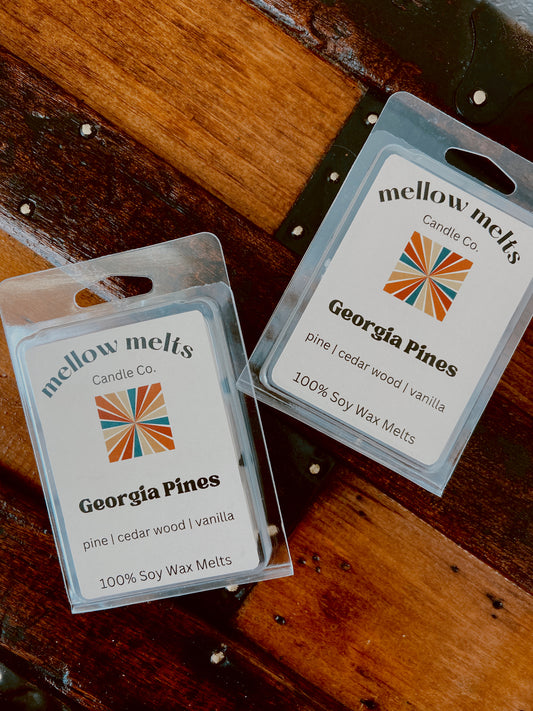 mellow melts
Candle Co.
Georgia Pines
pine | cedar wood | vanilla
100% Soy Wax Melts
mellow melts
Candle Co.
Georgia Pines
pine | cedar wood | vanilla
100% Soy Wax Melts